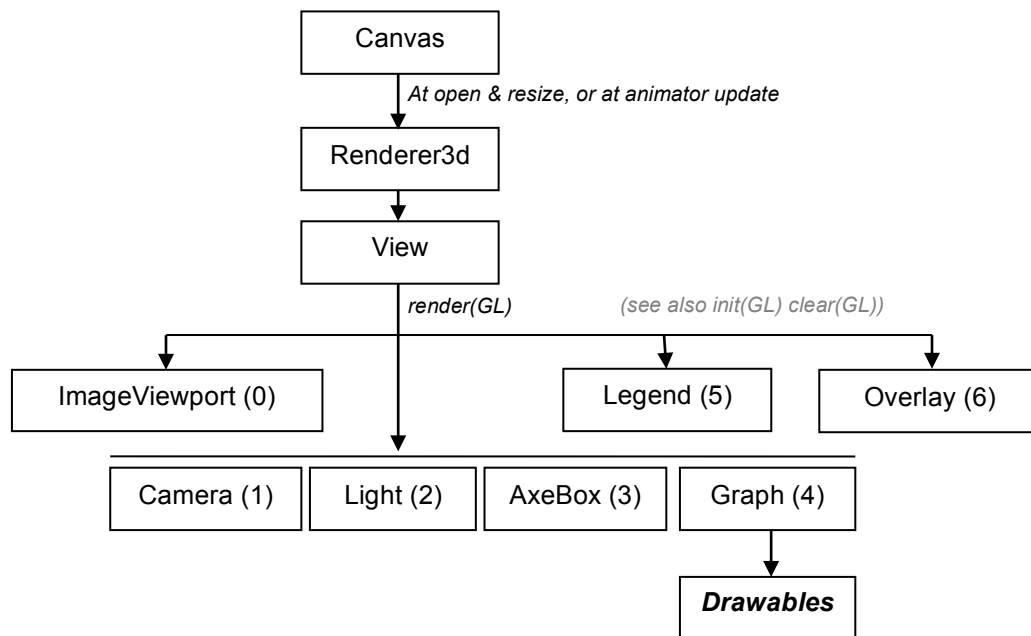 Canvas
At open & resize, or at animator update
Renderer3d
View
render(GL)
(see also init(GL) clear(GL))
ImageViewport (0)
Legend (5)
Overlay (6)
Camera (1)
Light (2)
AxeBox (3)
Graph (4)
Drawables